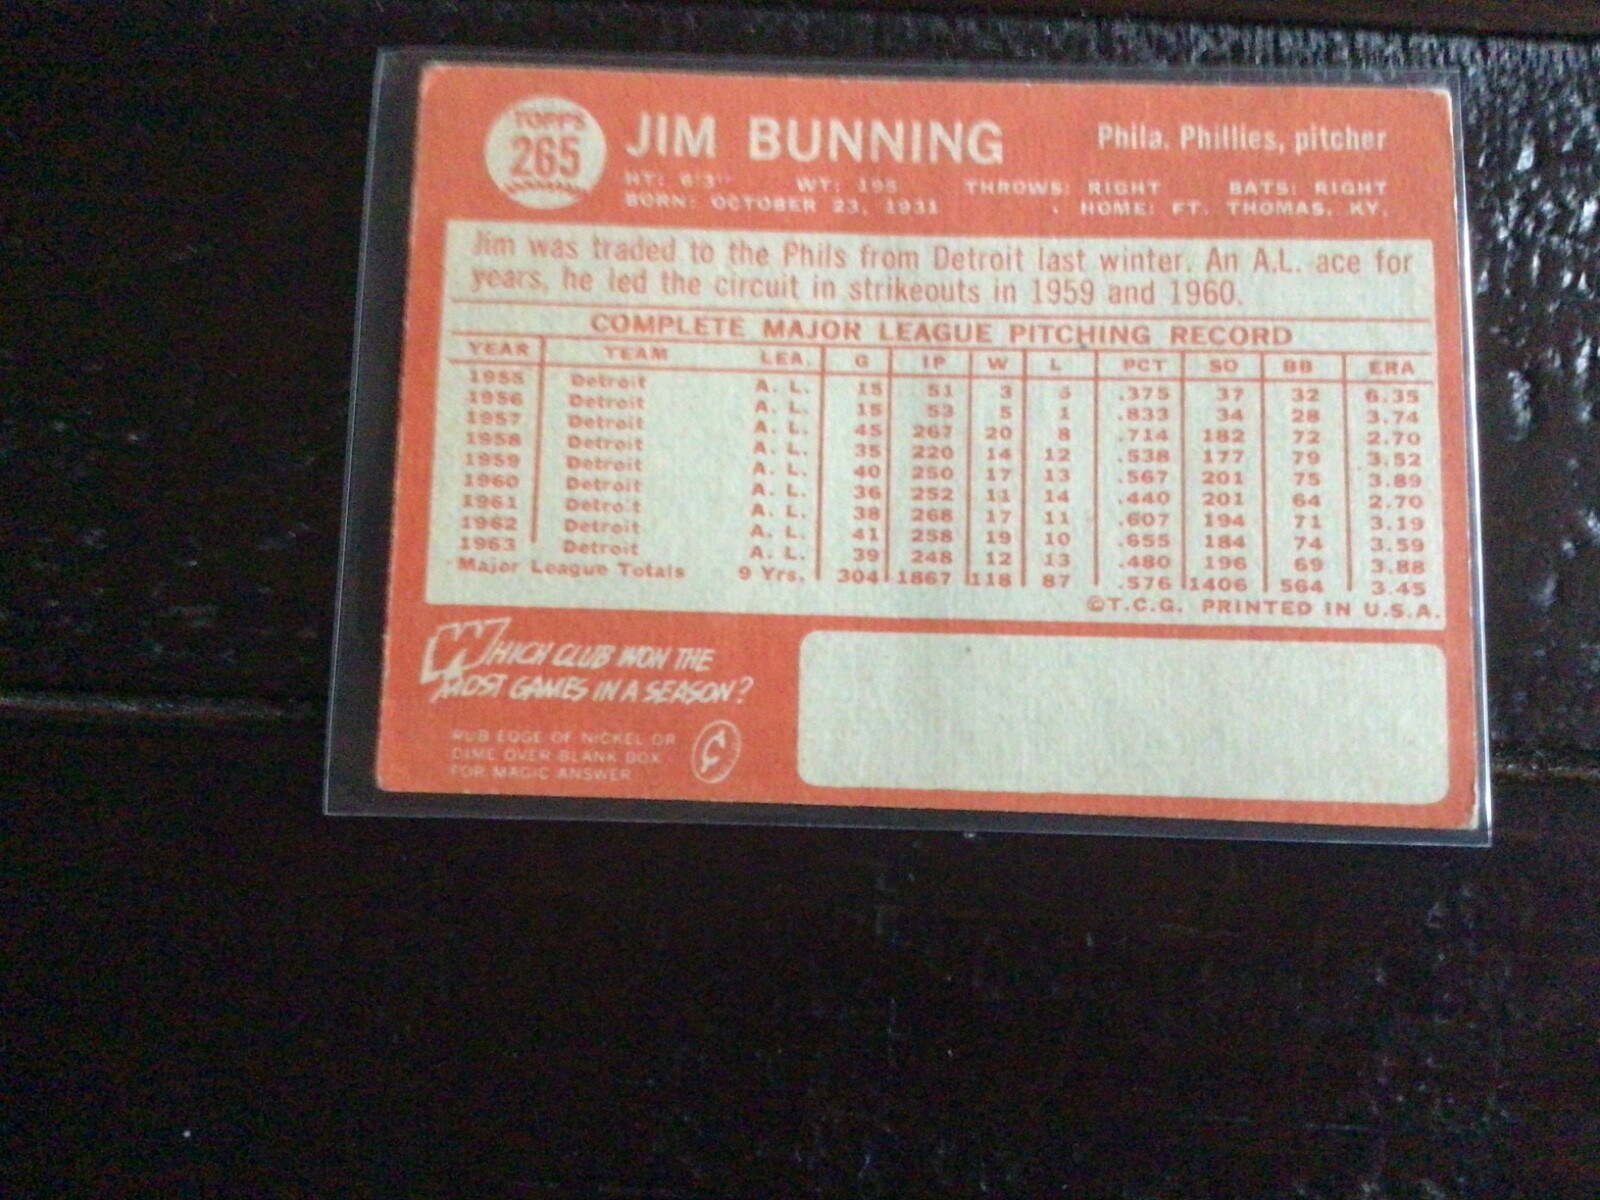 TOPPS
265
JIM BUNNING
Phila. Phillies, pitcher
HT: 6'3" WT: 195 THROWS: RIGHT BATS: RIGHT
BORN: OCTOBER 23, 1931 HOME: FT. THOMAS, KY.
Jim was traded to the Phils from Detroit last winter. An A.L. ace for
years, he led the circuit in strikeouts in 1959 and 1960.
COMPLETE MAJOR LEAGUE PITCHING RECORD
YEAR TEAM LEA. G IP W L PCT SO BB ERA
1955 Detroit A. L. 15 51 3 5 .375 37 32 6.35
1956 Detroit A. L. 15 53 5 1 .833 34 28 3.74
1957 Detroit A. L. 45 267 20 8 .714 182 72 2.70
1958 Detroit A. L. 35 220 14 12 .538 177 79 3.52
1959 Detroit A. L. 40 250 17 13 .567 201 75 3.89
1960 Detroit A. L. 36 252 11 14 .440 201 64 2.70
1961 Detroit A. L. 38 268 17 11 .607 194 71 3.19
1962 Detroit A. L. 41 258 19 10 .655 184 74 3.59
1963 Detroit A. L. 39 248 12 13 .480 196 69 3.88
Major League Totals 9 Yrs. 304 1867 118 87 .576 1406 564 3.45
©T.C.G. PRINTED IN U.S.A.
WHICH CLUB WON THE
MOST GAMES IN A SEASON?
RUB EDGE OF NICKEL OR
DIME OVER BLANK BOX
FOR MAGIC ANSWER